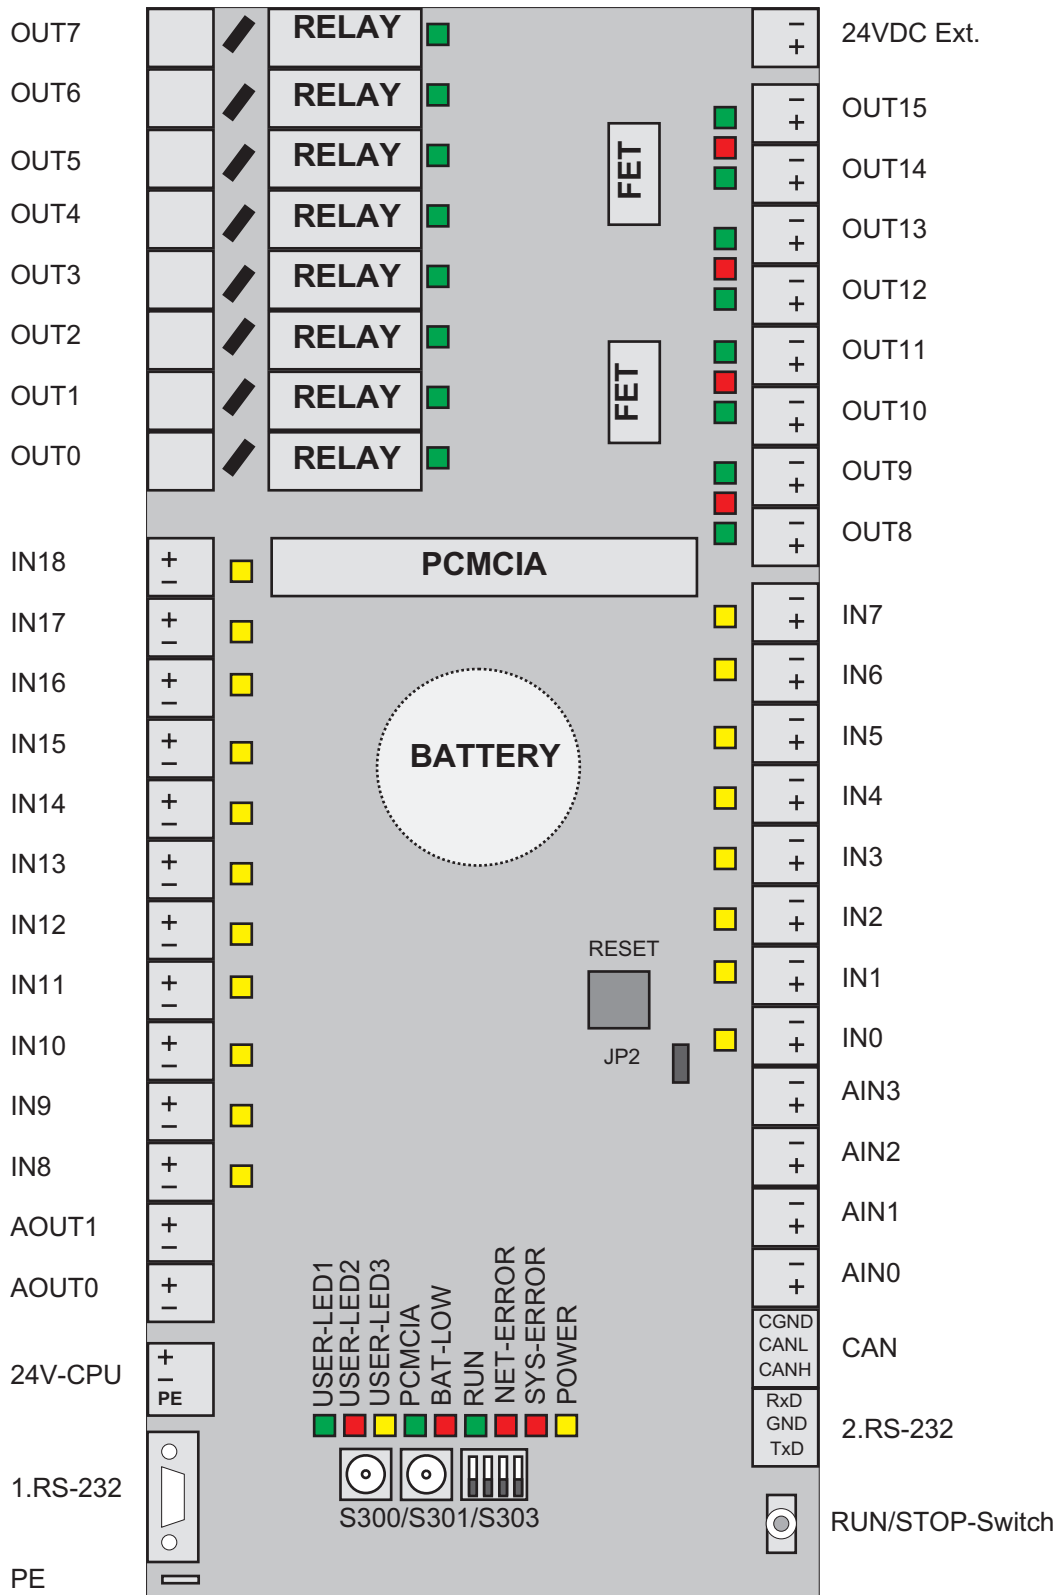 OUT7 RELAY − + 24VDC Ext.
OUT6 RELAY − + OUT15
OUT5 RELAY FET − + OUT14
OUT4 RELAY − + OUT13
OUT3 RELAY − + OUT12
OUT2 RELAY − + OUT11
OUT1 RELAY FET − + OUT10
OUT0 RELAY − + OUT9
− + OUT8
IN18 + − PCMCIA
IN17 + − − + IN7
IN16 + − − + IN6
IN15 + − BATTERY − + IN5
IN14 + − − + IN4
IN13 + − − + IN3
IN12 + − − + IN2
RESET
IN11 + − − + IN1
IN10 + − JP2 − + IN0
IN9 + − − + AIN3
IN8 + − − + AIN2
AOUT1 + − − + AIN1
AOUT0 + − − + AIN0
CGND
CANL CAN
CANH
24V-CPU + − PE
USER-LED1
USER-LED2
USER-LED3
PCMCIA
BAT-LOW
RUN
NET-ERROR
SYS-ERROR
POWER
RxD
GND 2.RS-232
TxD
1.RS-232
S300/S301/S303
RUN/STOP-Switch
PE